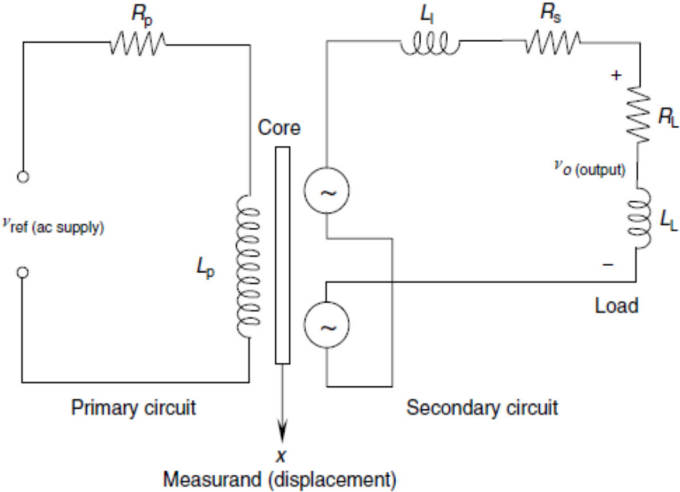 Rp
Ll
Rs
+
RL
Core
vo (output)
vref (ac supply)
Lp
LL
~
~
–
Load
Primary circuit
Secondary circuit
x
Measurand (displacement)